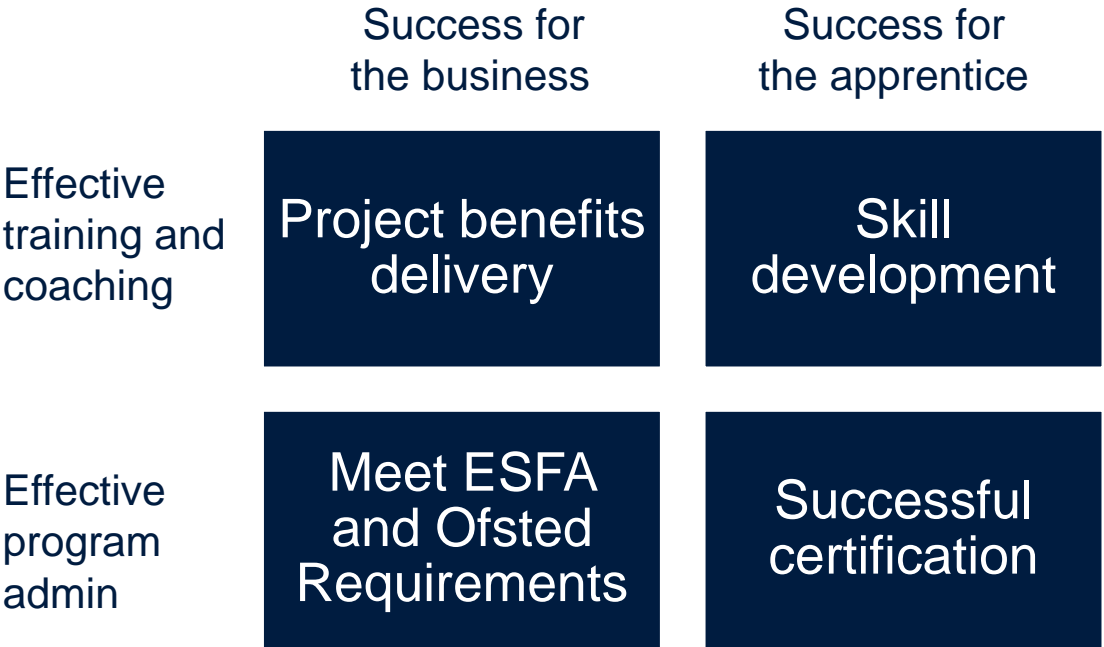 Success for
the business
Success for
the apprentice
Effective
training and
coaching
Project benefits
delivery
Skill
development
Effective
program
admin
Meet ESFA
and Ofsted
Requirements
Successful
certification